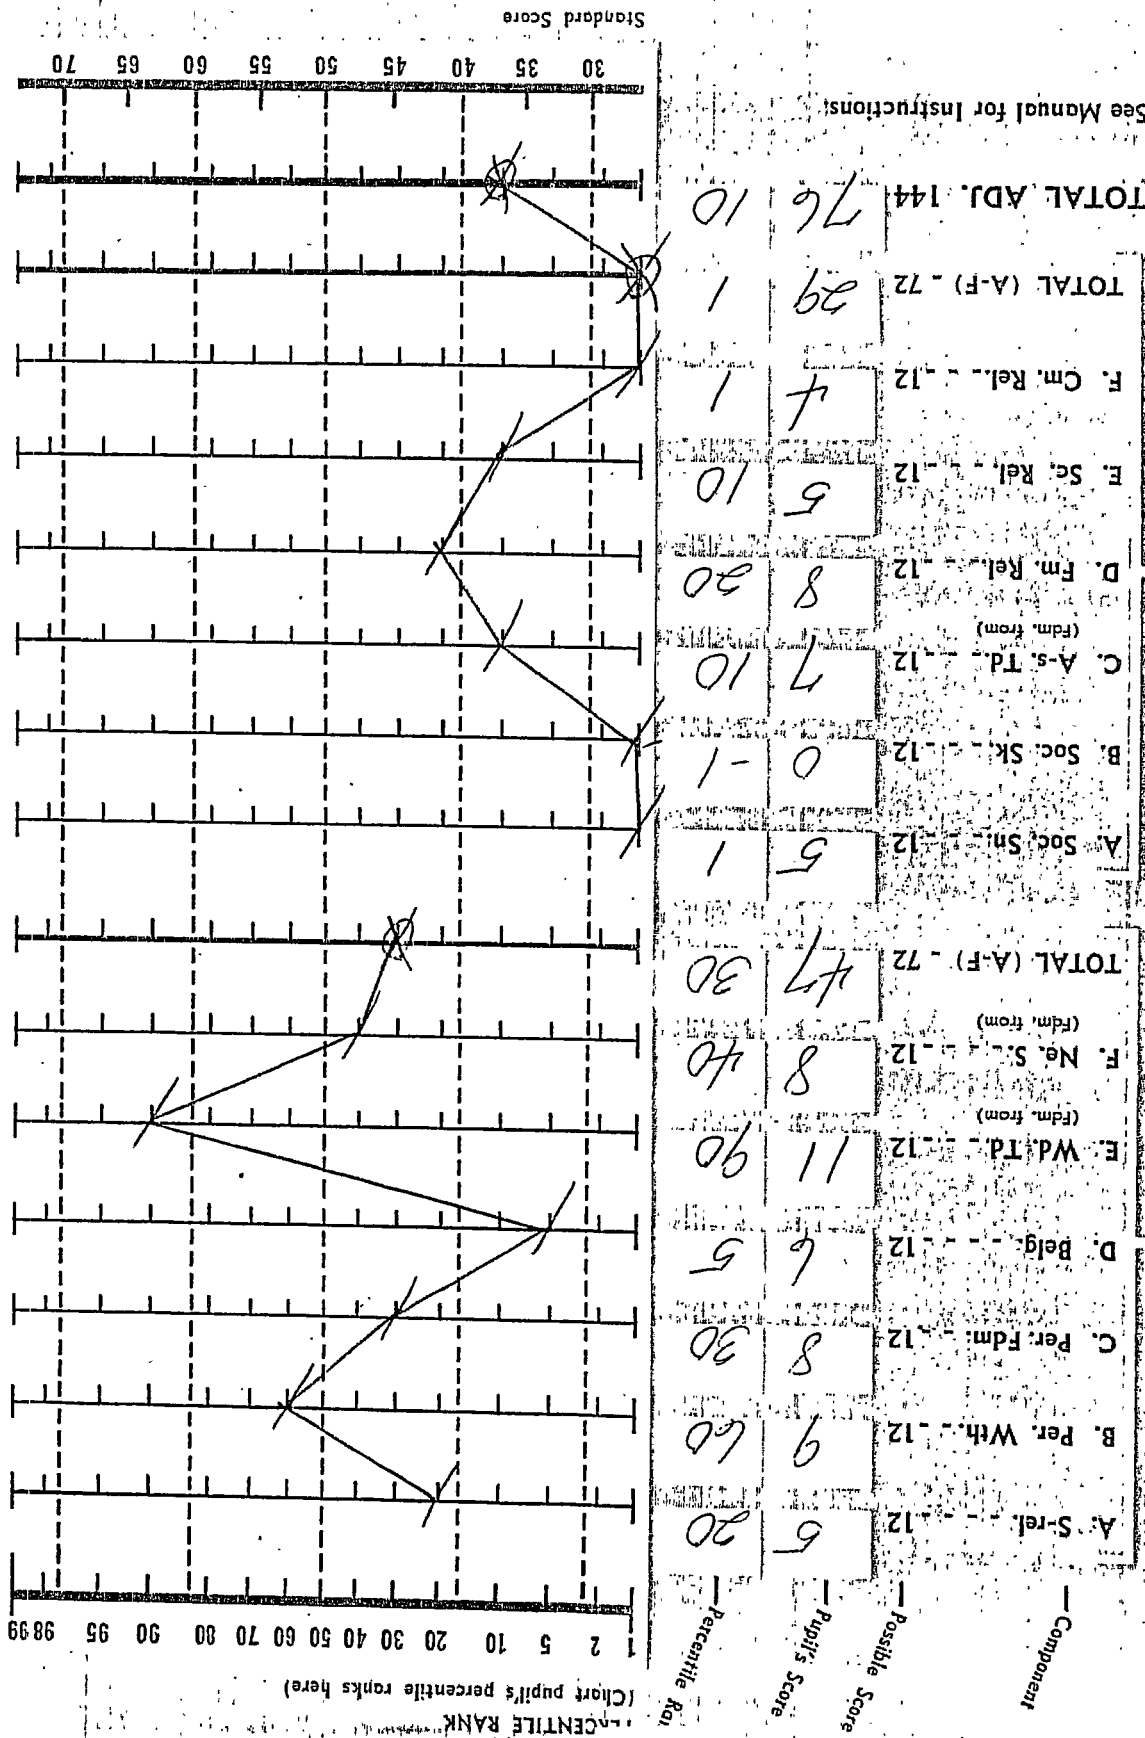 — Component
— Possible Score
— Pupil's Score
— Percentile
CENTILE RANK
(Chart pupil's percentile ranks here)
1 2 5 10 20 30 40 50 60 70 80 90 95 98 99
A. S-rel. - - - - 12 5 20
B. Per. Wth. - - 12 9 60
C. Per. Fdm. - - 12 8 30
D. Belg. - - - - 12 6 5
E. Wd. Td. - - - 12 11 90
(Fdm. from)
F. Ne. S. - - - - 12 8 40
(Fdm. from)
TOTAL (A-F) - 72 47 30
A. Soc. Sn. - - - 12 5 1
B. Soc. Sk. - - - 12 0 -1
C. A-s. Td. - - - 12 7 10
(Fdm. from)
D. Fm. Rel. - - - 12 8 20
E. Sc. Rel. - - - 12 5 10
F. Cm. Rel. - - - 12 4 1
TOTAL (A-F) - 72 29 1
TOTAL ADJ. 144 76 10
See Manual for Instructions
30 35 40 45 50 55 60 65 70
Standard Score